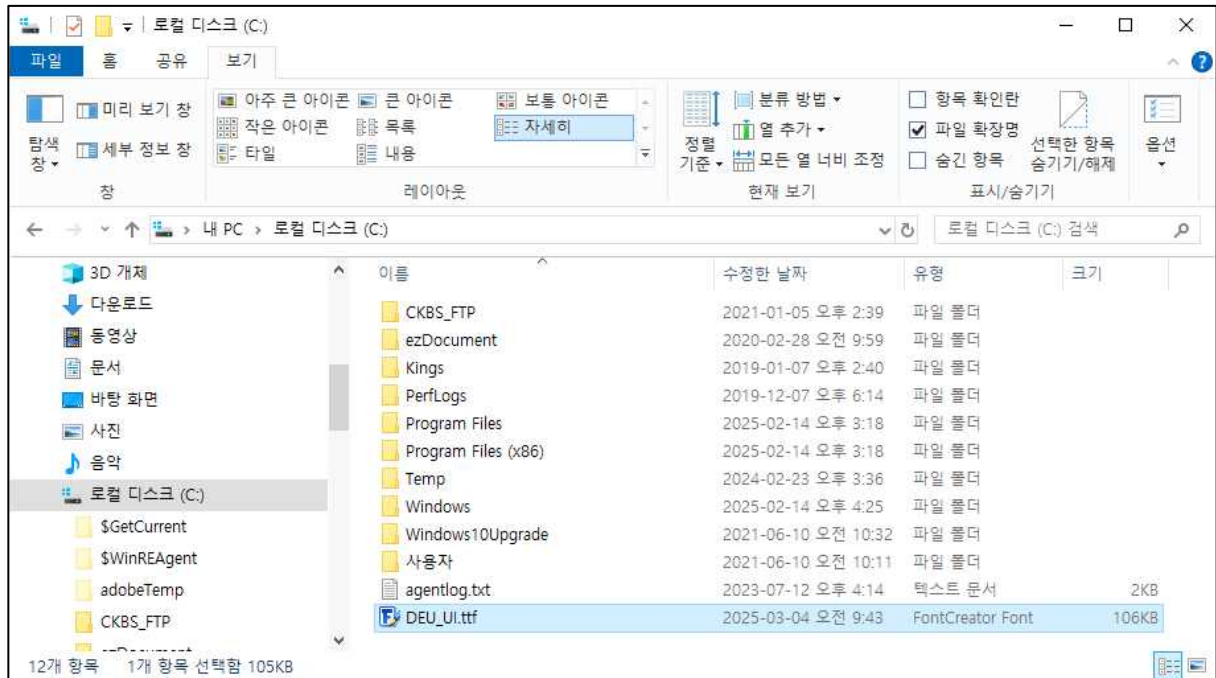 로컬 디스크 (C:)
파일 홈 공유 보기
탐색 창
미리 보기 창
세부 정보 창
창
아주 큰 아이콘 큰 아이콘 보통 아이콘
작은 아이콘 목록 자세히
타일 내용
레이아웃
정렬 기준
분류 방법
열 추가
모든 열 너비 조정
현재 보기
항목 확인란
파일 확장명
숨긴 항목
선택한 항목 숨기기/해제
표시/숨기기
옵션
내 PC 로컬 디스크 (C:)
로컬 디스크 (C:) 검색
3D 개체
다운로드
동영상
문서
바탕 화면
사진
음악
로컬 디스크 (C:)
$GetCurrent
$WinREAgent
adobeTemp
CKBS_FTP
이름 수정한 날짜 유형 크기
CKBS_FTP 2021-01-05 오후 2:39 파일 폴더
ezDocument 2020-02-28 오전 9:59 파일 폴더
Kings 2019-01-07 오후 2:40 파일 폴더
PerfLogs 2019-12-07 오후 6:14 파일 폴더
Program Files 2025-02-14 오후 3:18 파일 폴더
Program Files (x86) 2025-02-14 오후 3:18 파일 폴더
Temp 2024-02-23 오후 3:36 파일 폴더
Windows 2025-02-14 오후 4:25 파일 폴더
Windows10Upgrade 2021-06-10 오전 10:32 파일 폴더
사용자 2021-06-10 오전 10:11 파일 폴더
agentlog.txt 2023-07-12 오후 4:14 텍스트 문서 2KB
DEU_UI.ttf 2025-03-04 오전 9:43 FontCreator Font 106KB
12개 항목 1개 항목 선택함 105KB